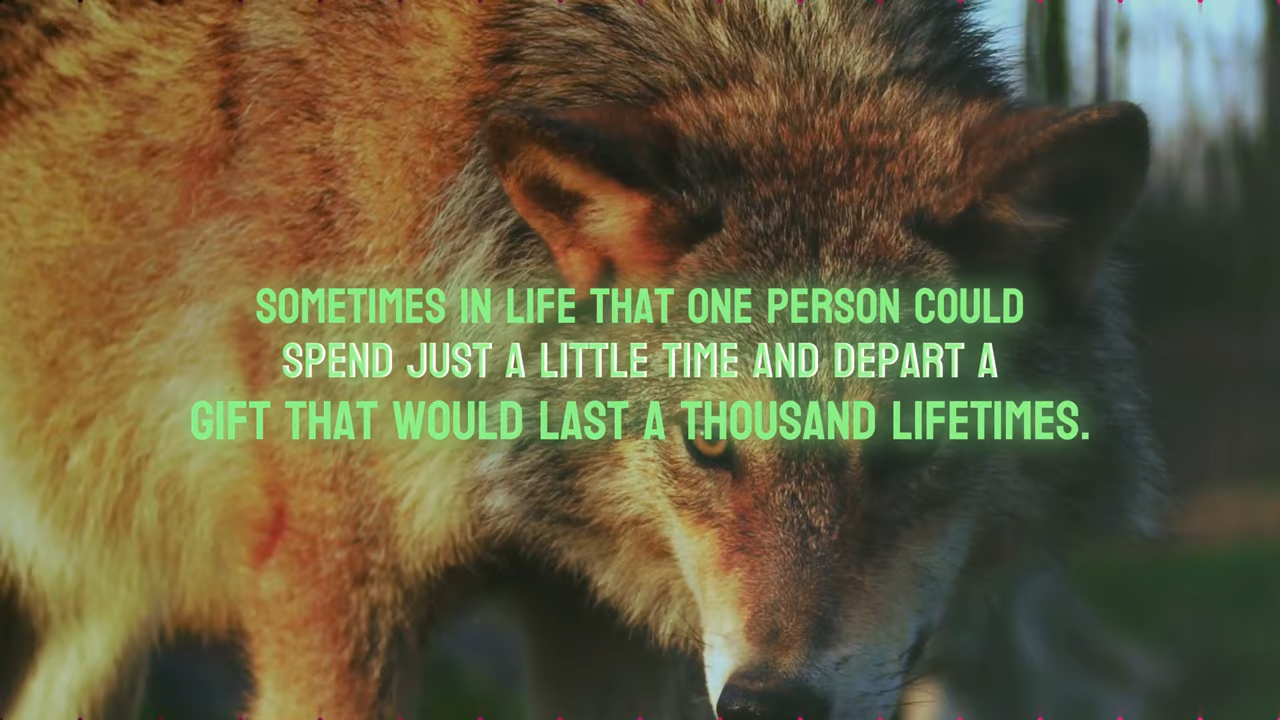 SOMETIMES IN LIFE THAT ONE PERSON COULD
SPEND JUST A LITTLE TIME AND DEPART A
GIFT THAT WOULD LAST A THOUSAND LIFETIMES.